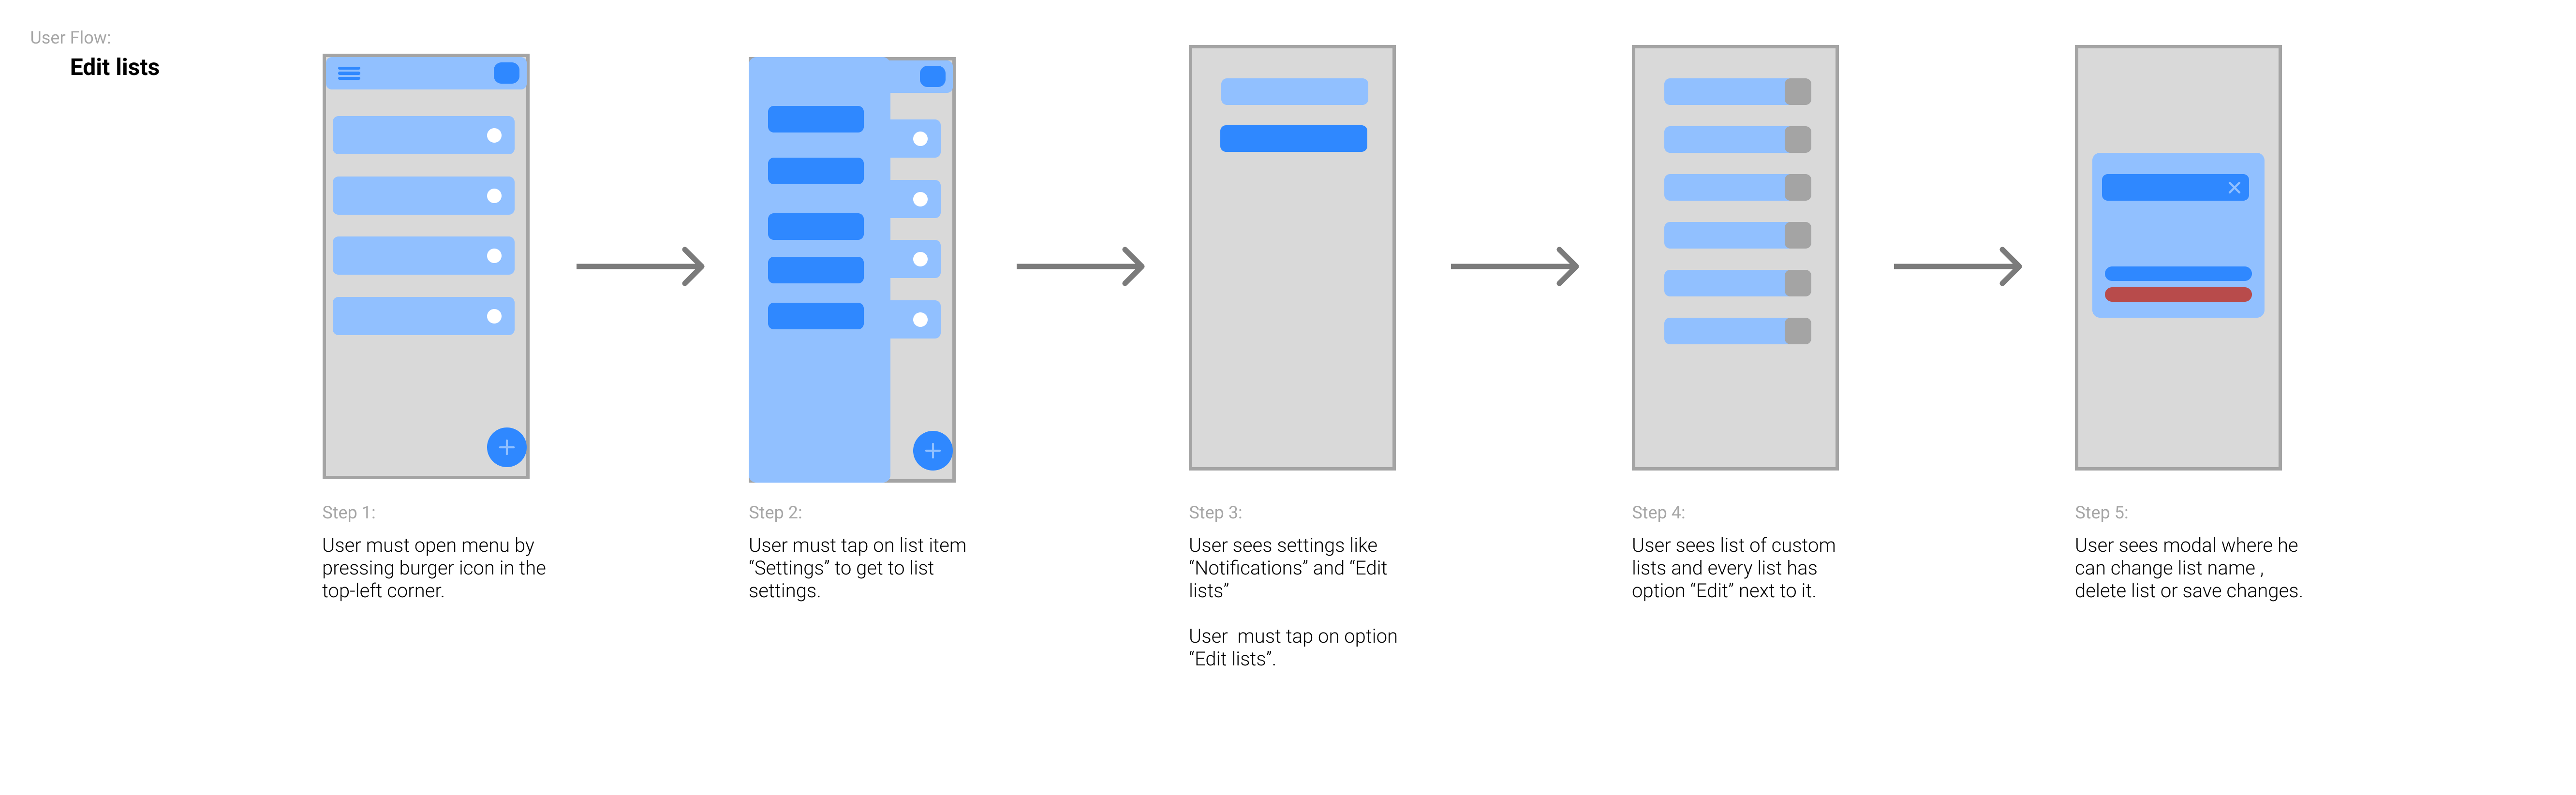 User Flow:
Edit lists
Step 1:
User must open menu by
pressing burger icon in the
top-left corner.
Step 2:
User must tap on list item
“Settings” to get to list
settings.
Step 3:
User sees settings like
“Notifications” and “Edit
lists”
User  must tap on option
“Edit lists”.
Step 4:
User sees list of custom
lists and every list has
option “Edit” next to it.
Step 5:
User sees modal where he
can change list name ,
delete list or save changes.